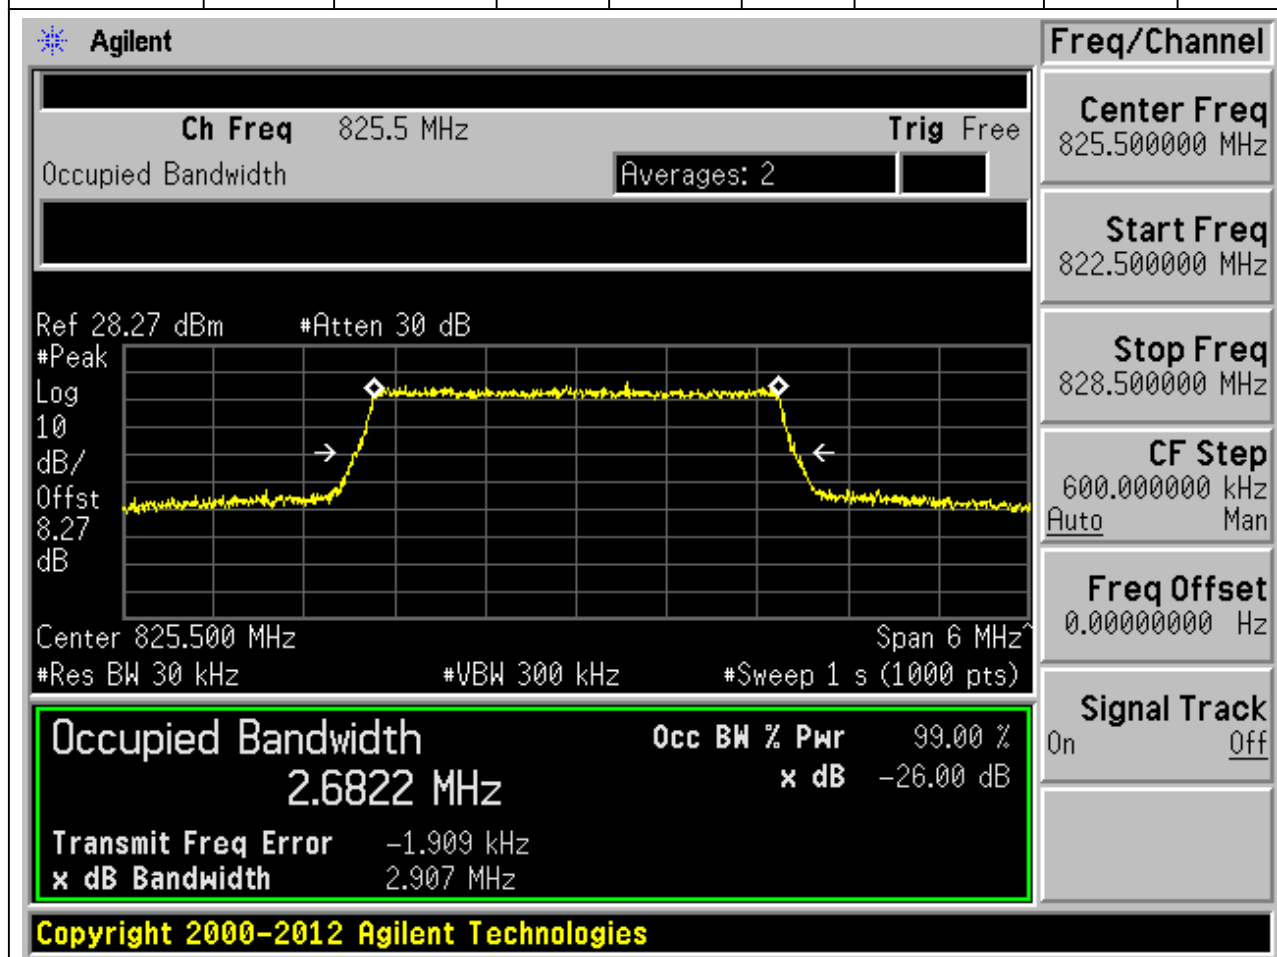 Agilent
Freq/Channel
Ch Freq 825.5 MHz Trig Free
Occupied Bandwidth Averages: 2
Center Freq
825.500000 MHz
Start Freq
822.500000 MHz
Stop Freq
828.500000 MHz
CF Step
600.000000 kHz
Auto Man
Freq Offset
0.00000000 Hz
Signal Track
On Off
Ref 28.27 dBm #Atten 30 dB
#Peak
Log
10
dB/
Offst
8.27
dB
Center 825.500 MHz Span 6 MHz^
#Res BW 30 kHz #VBW 300 kHz #Sweep 1 s (1000 pts)
Occupied Bandwidth Occ BW % Pwr 99.00 %
2.6822 MHz x dB -26.00 dB
Transmit Freq Error -1.909 kHz
x dB Bandwidth 2.907 MHz
Copyright 2000-2012 Agilent Technologies